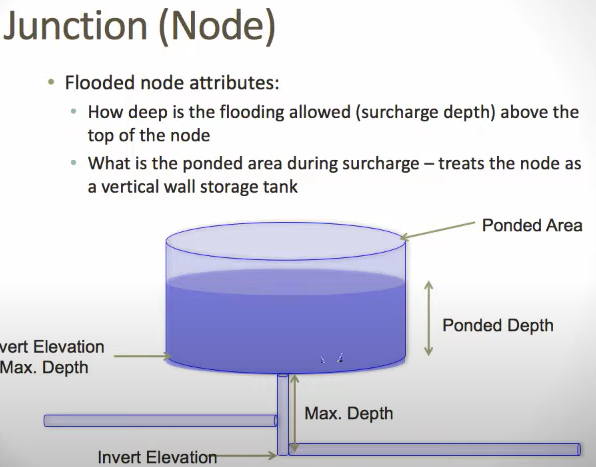 Junction (Node)
• Flooded node attributes:
• How deep is the flooding allowed (surcharge depth) above the
top of the node
• What is the ponded area during surcharge – treats the node as
a vertical wall storage tank
Ponded Area
Ponded Depth
vert Elevation
Max. Depth
Max. Depth
Invert Elevation